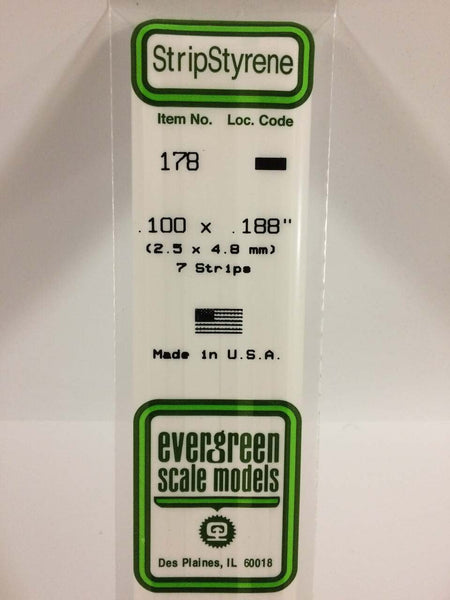 StripStyrene
Item No. Loc. Code
178
.100 x .188"
(2.5 x 4.8 mm)
7 Strips
Made in U.S.A.
evergreen
scale models
Des Plaines, IL 60018